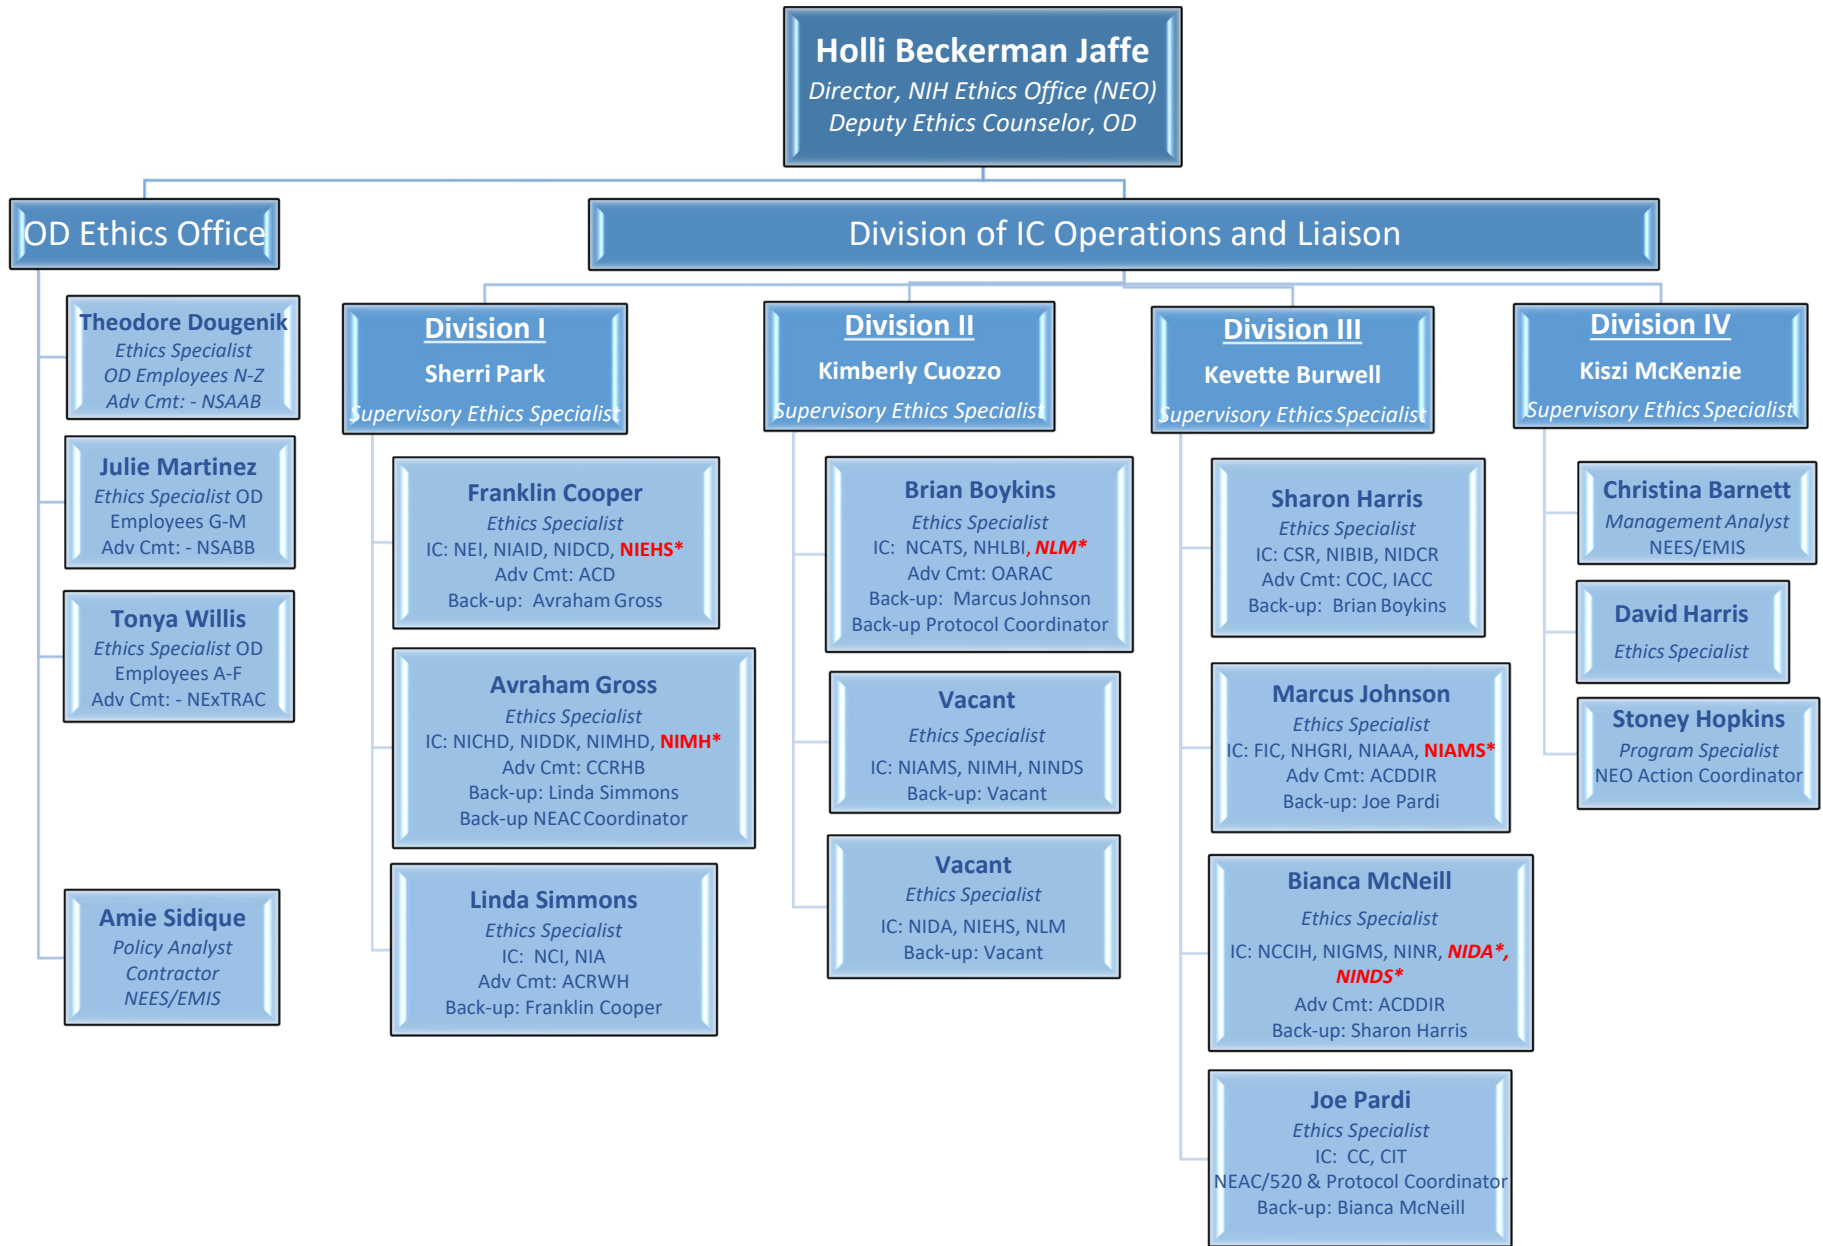 Holli Beckerman Jaffe
Director, NIH Ethics Office (NEO)
Deputy Ethics Counselor, OD
OD Ethics Office
Division of IC Operations and Liaison
Theodore Dougenik
Ethics Specialist
OD Employees N-Z
Adv Cmt: - NSAAB
Julie Martinez
Ethics Specialist OD
Employees G-M
Adv Cmt: - NSABB
Tonya Willis
Ethics Specialist OD
Employees A-F
Adv Cmt: - NExTRAC
Amie Sidique
Policy Analyst
Contractor
NEES/EMIS
Division I
Sherri Park
Supervisory Ethics Specialist
Franklin Cooper
Ethics Specialist
IC: NEI, NIAID, NIDCD, NIEHS*
Adv Cmt: ACD
Back-up: Avraham Gross
Avraham Gross
Ethics Specialist
IC: NICHD, NIDDK, NIMHD, NIMH*
Adv Cmt: CCRHB
Back-up: Linda Simmons
Back-up NEAC Coordinator
Linda Simmons
Ethics Specialist
IC: NCI, NIA
Adv Cmt: ACRWH
Back-up: Franklin Cooper
Division II
Kimberly Cuozzo
Supervisory Ethics Specialist
Brian Boykins
Ethics Specialist
IC: NCATS, NHLBI, NLM*
Adv Cmt: OARAC
Back-up: Marcus Johnson
Back-up Protocol Coordinator
Vacant
Ethics Specialist
IC: NIAMS, NIMH, NINDS
Back-up: Vacant
Vacant
Ethics Specialist
IC: NIDA, NIEHS, NLM
Back-up: Vacant
Division III
Kevette Burwell
Supervisory Ethics Specialist
Sharon Harris
Ethics Specialist
IC: CSR, NIBIB, NIDCR
Adv Cmt: COC, IACC
Back-up: Brian Boykins
Marcus Johnson
Ethics Specialist
IC: FIC, NHGRI, NIAAA, NIAMS*
Adv Cmt: ACDDIR
Back-up: Joe Pardi
Bianca McNeill
Ethics Specialist
IC: NCCIH, NIGMS, NINR, NIDA*,
NINDS*
Adv Cmt: ACDDIR
Back-up: Sharon Harris
Joe Pardi
Ethics Specialist
IC: CC, CIT
NEAC/520 & Protocol Coordinator
Back-up: Bianca McNeill
Division IV
Kiszi McKenzie
Supervisory Ethics Specialist
Christina Barnett
Management Analyst
NEES/EMIS
David Harris
Ethics Specialist
Stoney Hopkins
Program Specialist
NEO Action Coordinator